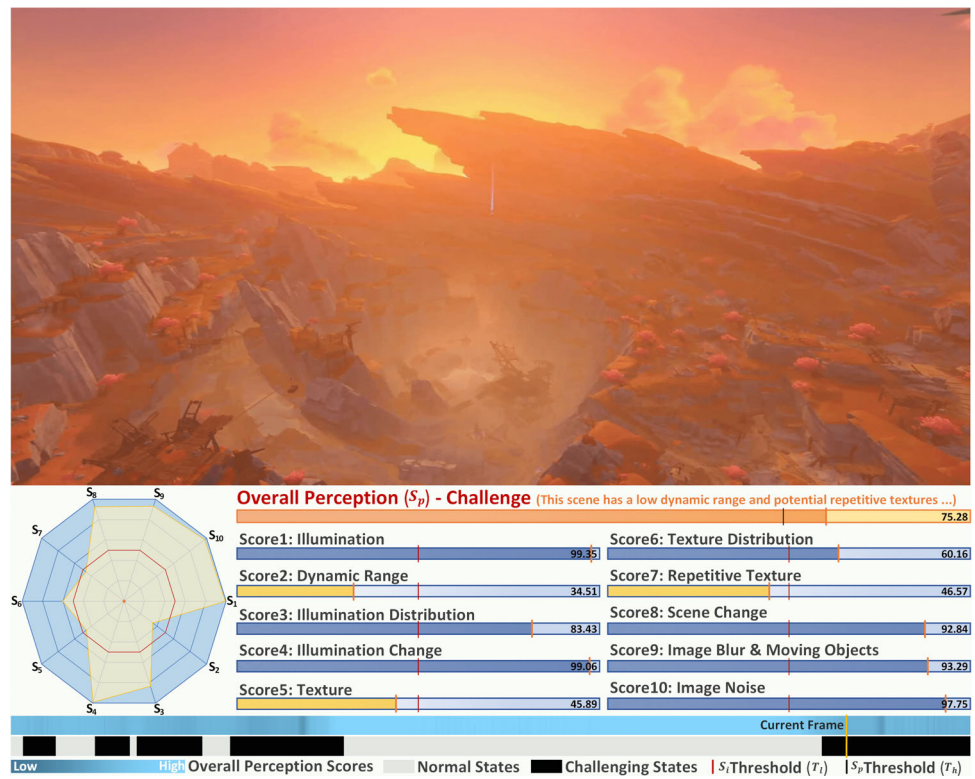 S8 S9
S7 S10
S6 S1
S5 S2
S4 S3
Overall Perception (Sp) - Challenge (This scene has a low dynamic range and potential repetitive textures ...)
75.28
Score1: Illumination
99.35
Score2: Dynamic Range
34.51
Score3: Illumination Distribution
83.43
Score4: Illumination Change
99.06
Score5: Texture
45.89
Score6: Texture Distribution
60.16
Score7: Repetitive Texture
46.57
Score8: Scene Change
92.84
Score9: Image Blur & Moving Objects
93.29
Score10: Image Noise
97.75
Current Frame
Low High Overall Perception Scores Normal States Challenging States SiThreshold (Tl) SpThreshold (Th)